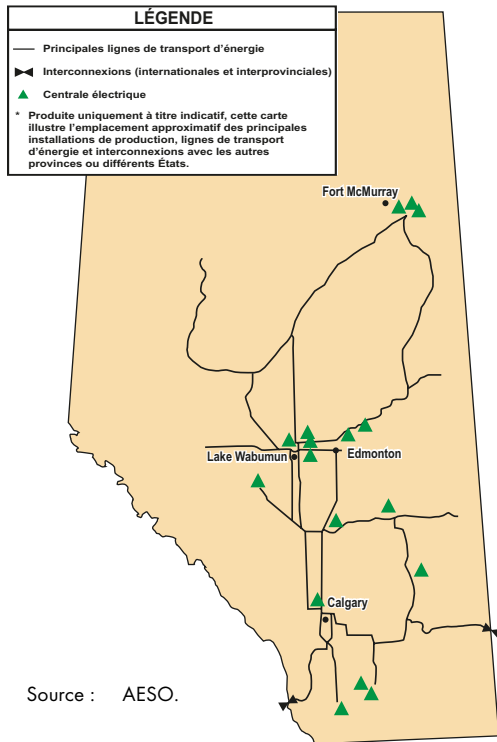 LÉGENDE
Principales lignes de transport d'énergie
Interconnexions (internationales et interprovinciales)
Centrale électrique
* Produite uniquement à titre indicatif, cette carte
illustre l'emplacement approximatif des principales
installations de production, lignes de transport
d'énergie et interconnexions avec les autres
provinces ou différents États.
Fort McMurray
Lake Wabumun
Edmonton
Calgary
Source : AESO.